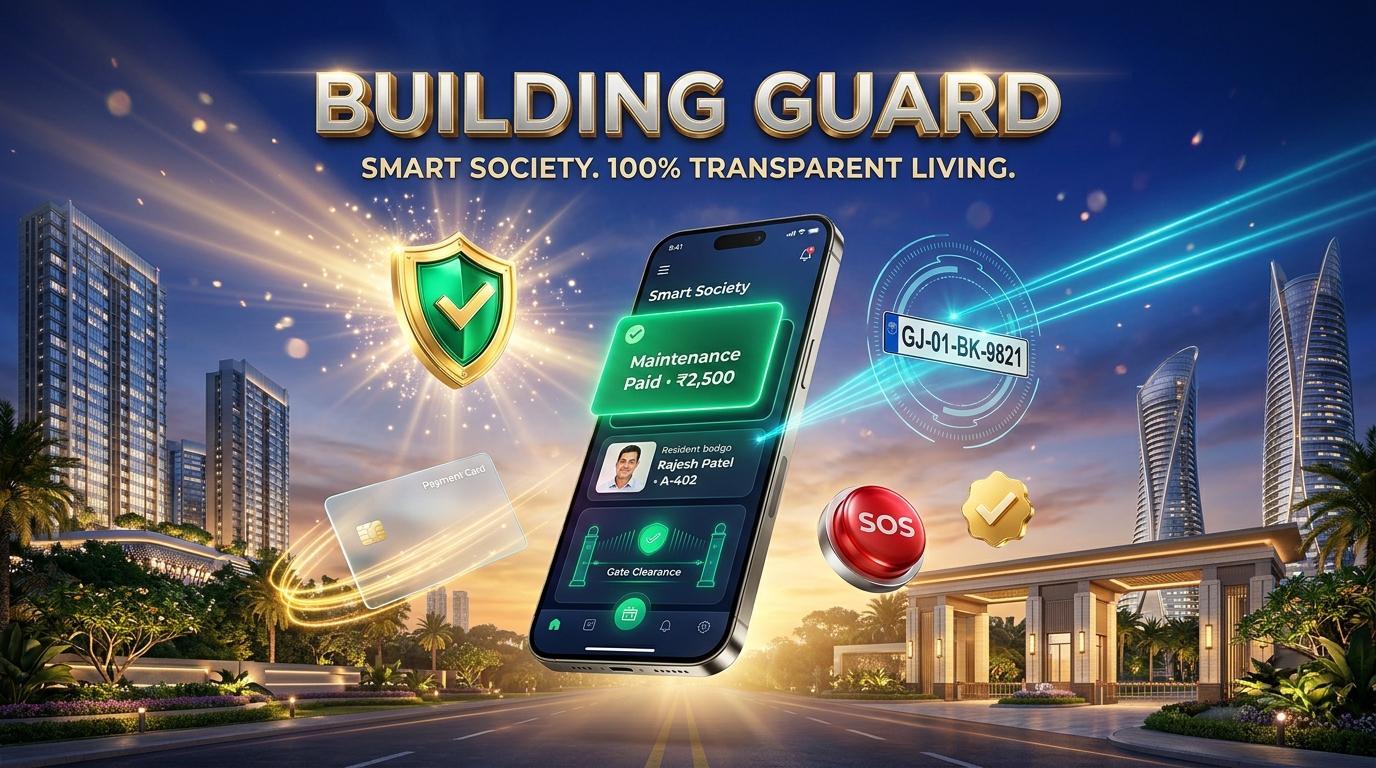 BUILDING GUARD
SMART SOCIETY. 100% TRANSPARENT LIVING.
9:41
Smart Society
Maintenance
Paid • ₹2,500
Resident bodgo
Rajesh Patel
• A-402
Gate Clearance
Payment Card
GJ-01-BK-9821
SOS